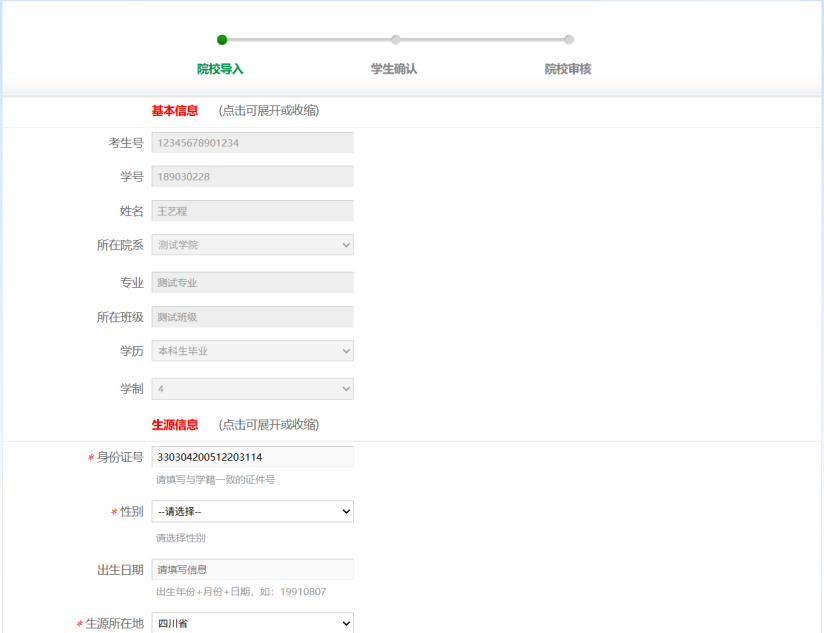 院校导入 学生确认 院校审核
基本信息 (点击可展开或收缩)
考生号 12345678901234
学号 189030228
姓名 王艺程
所在院系 测试学院
专业 测试专业
所在班级 测试班级
学历 本科生毕业
学制 4
生源信息 (点击可展开或收缩)
* 身份证号 330304200512203114
请填写与学籍一致的证件号
* 性别 --请选择--
请选择性别
出生日期 请填写信息
出生年份+月份+日期，如：19910807
* 生源所在地 四川省